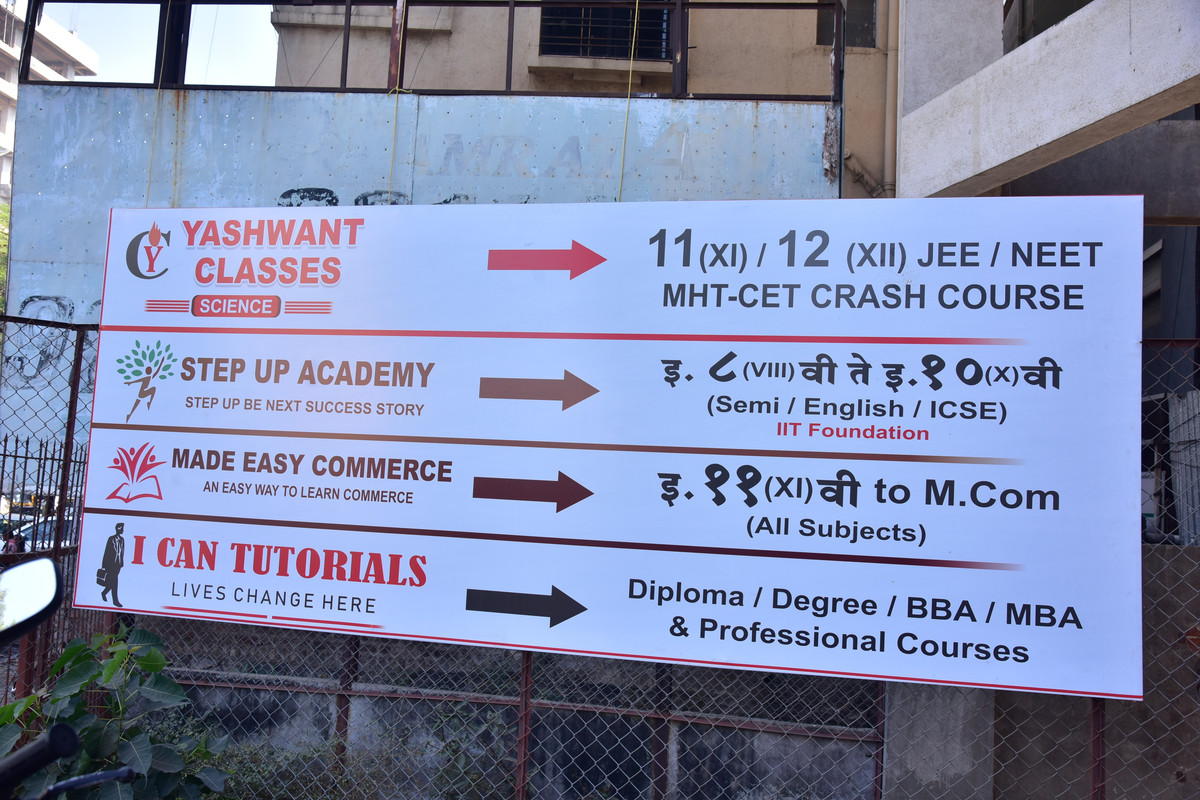 YASHWANT
CLASSES
SCIENCE
11(XI) / 12 (XII) JEE / NEET
MHT-CET CRASH COURSE
STEP UP ACADEMY
STEP UP BE NEXT SUCCESS STORY
इ. ८(VIII)वी ते इ.१०(X)वी
(Semi / English / ICSE)
IIT Foundation
MADE EASY COMMERCE
AN EASY WAY TO LEARN COMMERCE
इ. ११(XI)वी to M.Com
(All Subjects)
I CAN TUTORIALS
LIVES CHANGE HERE
Diploma / Degree / BBA / MBA
& Professional Courses